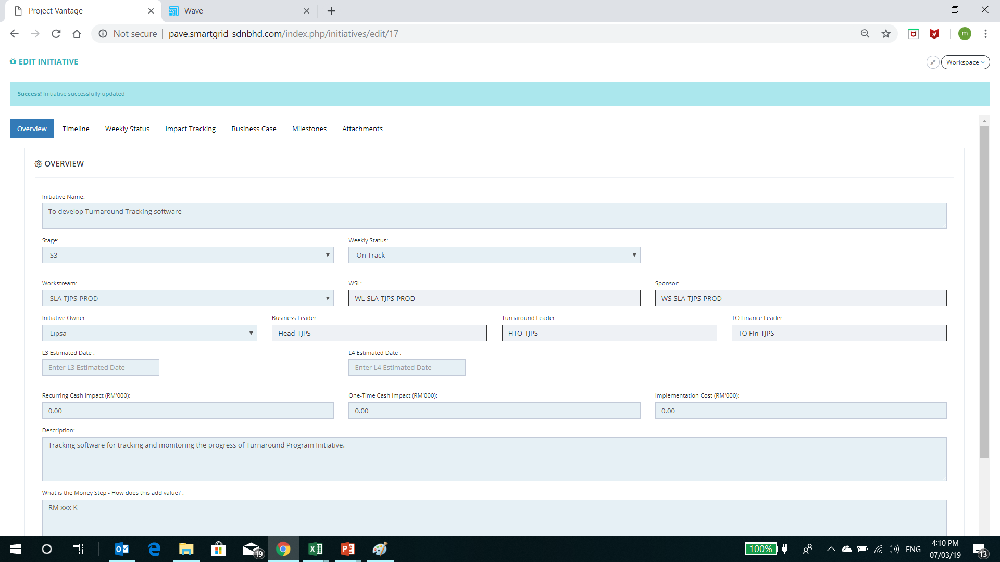 Project Vantage
Wave
Not secure | pave.smartgrid-sdnbhd.com/index.php/initiatives/edit/17
m
EDIT INITIATIVE
Workspace
Success! Initiative successfully updated
Overview Timeline Weekly Status Impact Tracking Business Case Milestones Attachments
OVERVIEW
Initiative Name:
To develop Turnaround Tracking software
Stage: Weekly Status:
S3 On Track
Workstream: WSL: Sponsor:
SLA-TJPS-PROD- WL-SLA-TJPS-PROD- WS-SLA-TJPS-PROD-
Initiative Owner: Business Leader: Turnaround Leader: TO Finance Leader:
Lipsa Head-TJPS HTO-TJPS TO FIn-TJPS
L3 Estimated Date : L4 Estimated Date :
Enter L3 Estimated Date Enter L4 Estimated Date
Recurring Cash Impact (RM'000): One-Time Cash Impact (RM'000): Implementation Cost (RM'000):
0.00 0.00 0.00
Description:
Tracking software for tracking and monitoring the progress of Turnaround Program Initiative.
What is the Money Step - How does this add value? :
RM xxx K
19
100%
ENG
4:10 PM
07/03/19
13